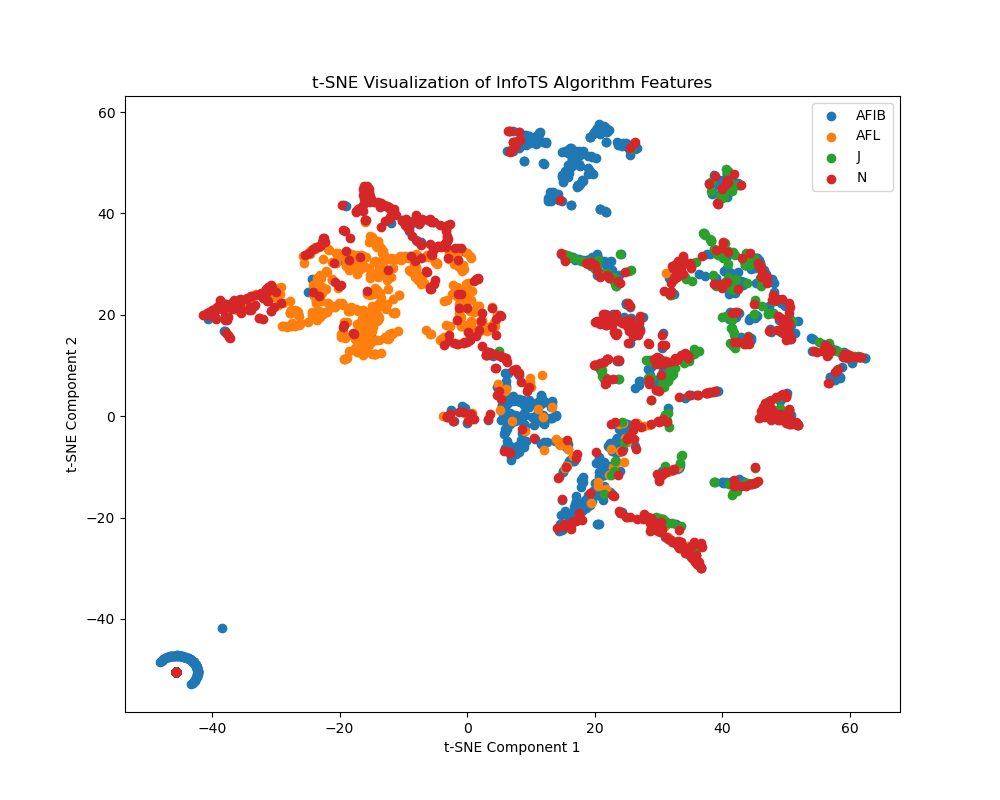 t-SNE Visualization of InfoTS Algorithm Features
AFIB
AFL
J
N
60
40
20
0
−20
−40
t-SNE Component 2
−40
−20
0
20
40
60
t-SNE Component 1